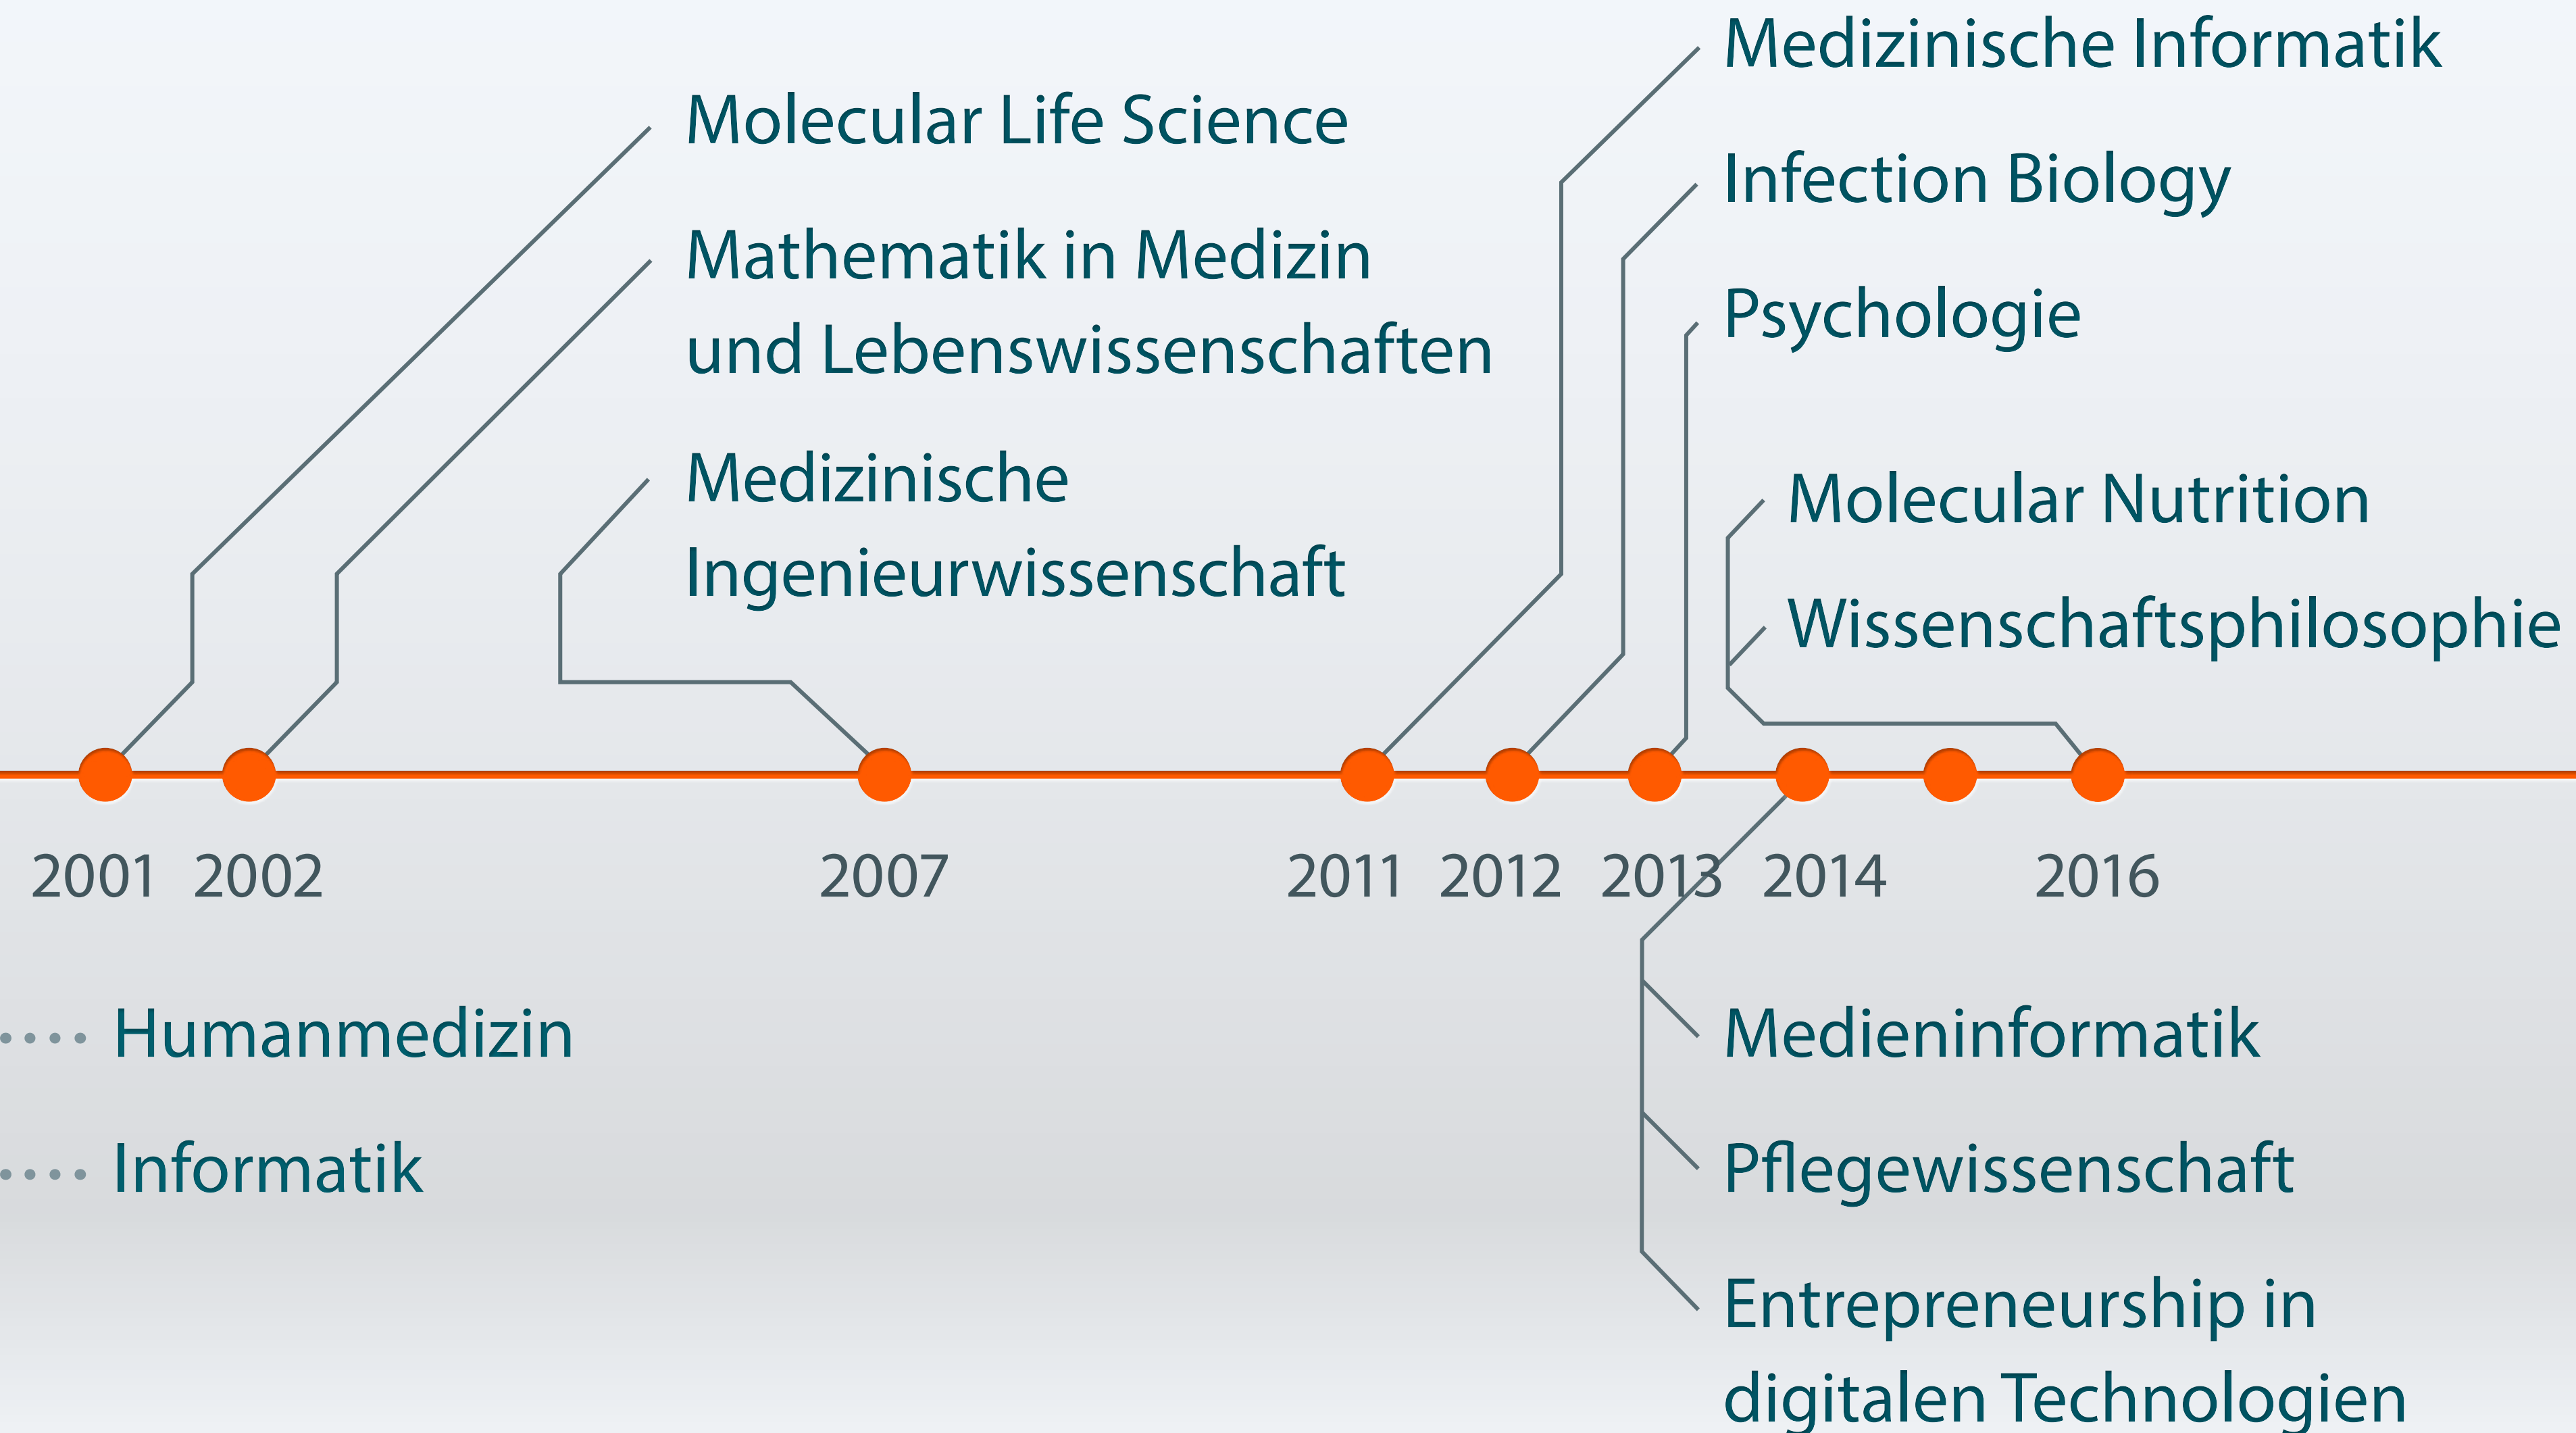 Molecular Life Science
Mathematik in Medizin
und Lebenswissenschaften
Medizinische
Ingenieurwissenschaft
Medizinische Informatik
Infection Biology
Psychologie
Molecular Nutrition
Wissenschaftsphilosophie
2001 2002 2007 2011 2012 2013 2014 2016
Humanmedizin
Informatik
Medieninformatik
Pflegewissenschaft
Entrepreneurship in
digitalen Technologien